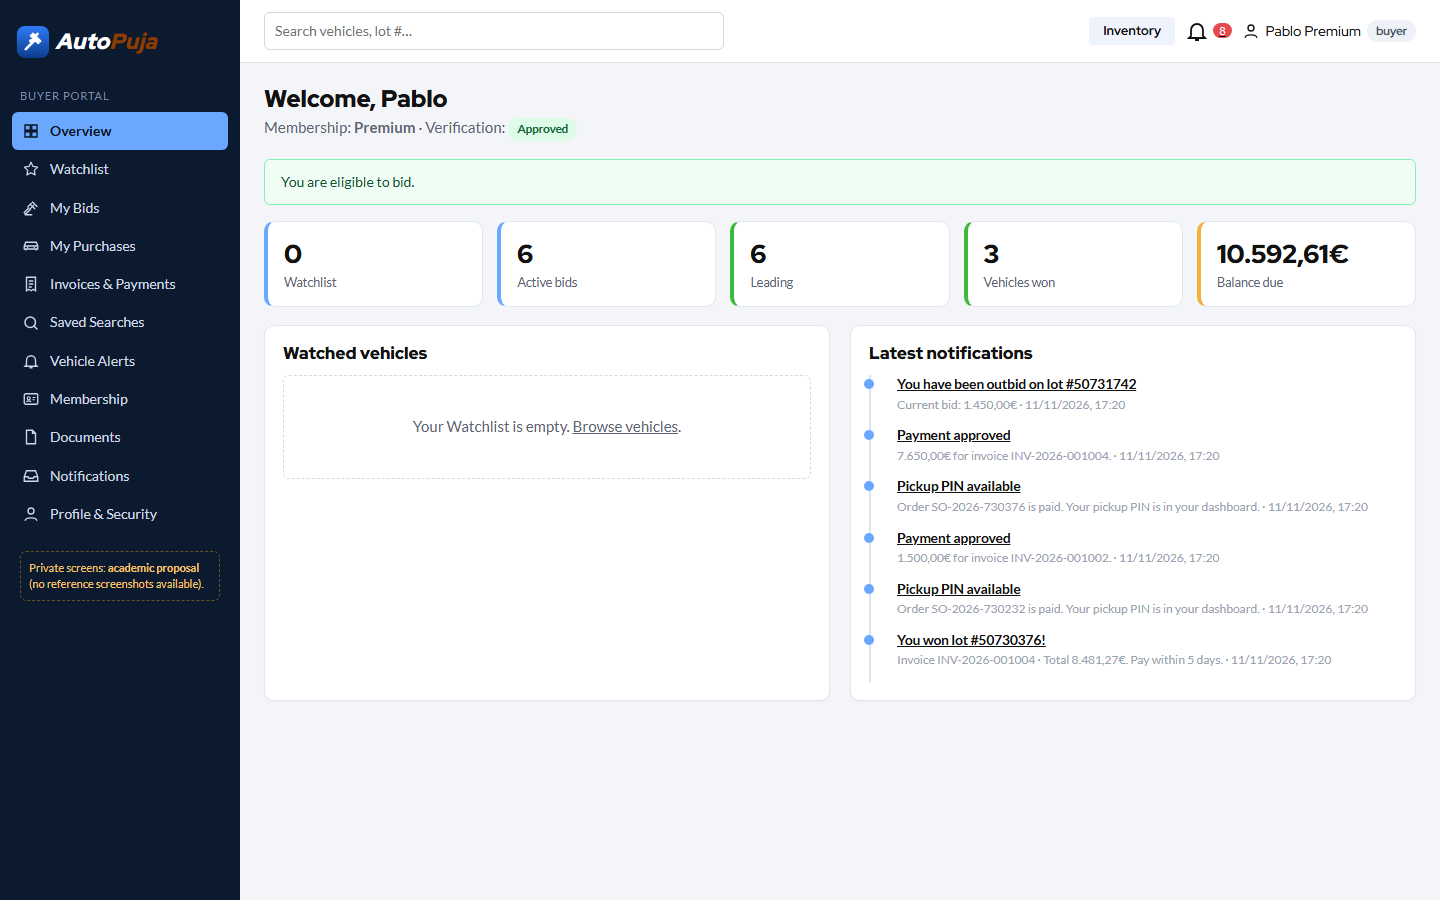 AutoPuja
BUYER PORTAL
Overview
Watchlist
My Bids
My Purchases
Invoices & Payments
Saved Searches
Vehicle Alerts
Membership
Documents
Notifications
Profile & Security
Private screens: academic proposal
(no reference screenshots available).
Search vehicles, lot #...
Inventory
8
Pablo Premium
buyer
Welcome, Pablo
Membership: Premium · Verification: Approved
You are eligible to bid.
0
Watchlist
6
Active bids
6
Leading
3
Vehicles won
10.592,61€
Balance due
Watched vehicles
Your Watchlist is empty. Browse vehicles.
Latest notifications
You have been outbid on lot #50731742
Current bid: 1.450,00€ · 11/11/2026, 17:20
Payment approved
7.650,00€ for invoice INV-2026-001004. · 11/11/2026, 17:20
Pickup PIN available
Order SO-2026-730376 is paid. Your pickup PIN is in your dashboard. · 11/11/2026, 17:20
Payment approved
1.500,00€ for invoice INV-2026-001002. · 11/11/2026, 17:20
Pickup PIN available
Order SO-2026-730232 is paid. Your pickup PIN is in your dashboard. · 11/11/2026, 17:20
You won lot #50730376!
Invoice INV-2026-001004 · Total 8.481,27€. Pay within 5 days. · 11/11/2026, 17:20